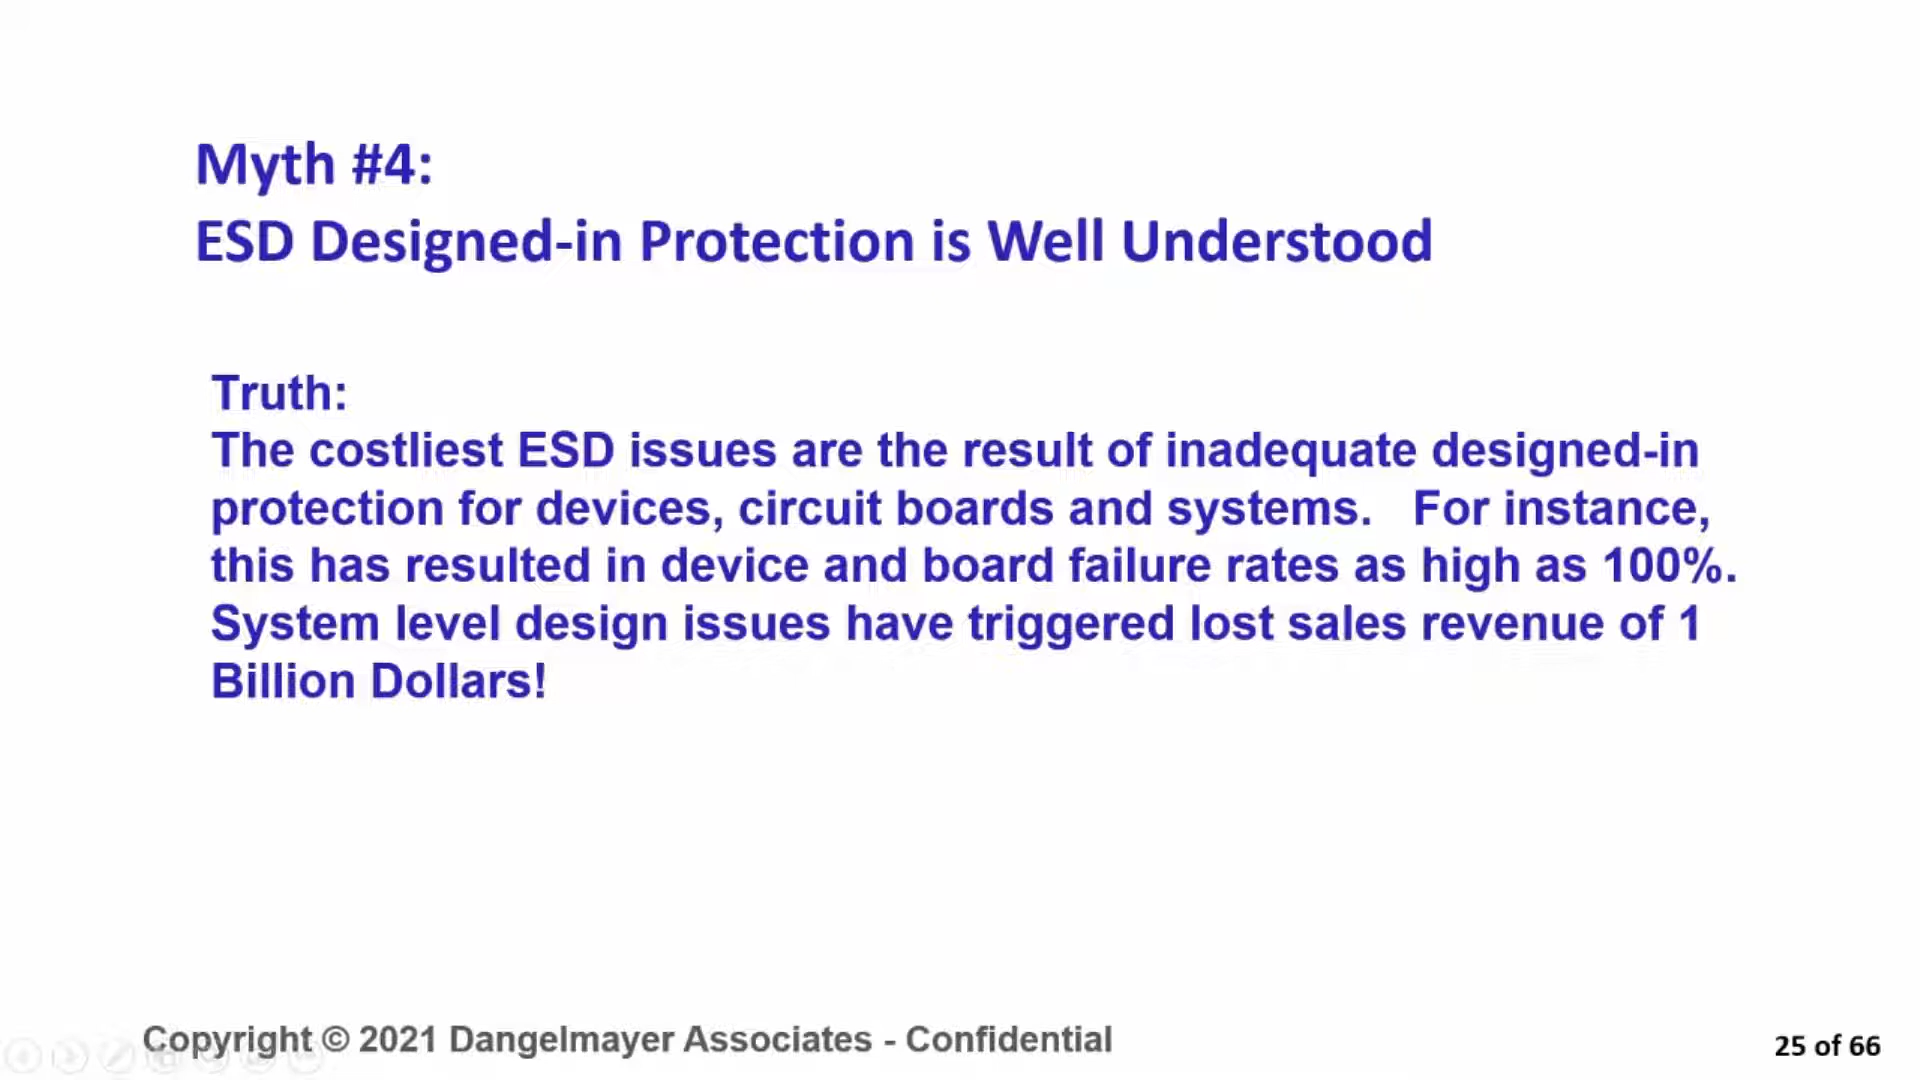 Myth #4:
ESD Designed-in Protection is Well Understood
Truth:
The costliest ESD issues are the result of inadequate designed-in
protection for devices, circuit boards and systems.   For instance,
this has resulted in device and board failure rates as high as 100%.
System level design issues have triggered lost sales revenue of 1
Billion Dollars!
Copyright © 2021 Dangelmayer Associates - Confidential
25 of 66